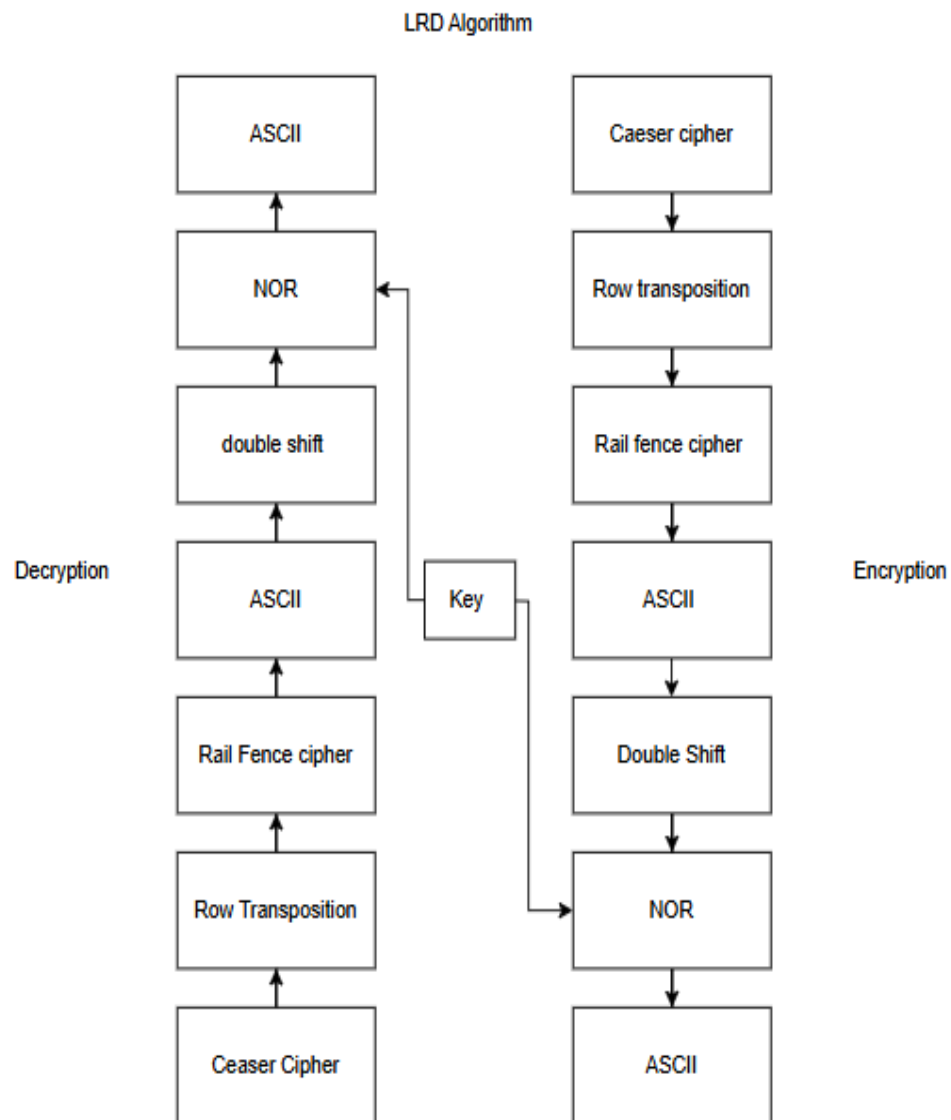 LRD Algorithm
ASCII
NOR
double shift
ASCII
Rail Fence cipher
Row Transposition
Ceaser Cipher
Decryption
Key
Caeser cipher
Row transposition
Rail fence cipher
ASCII
Double Shift
NOR
ASCII
Encryption